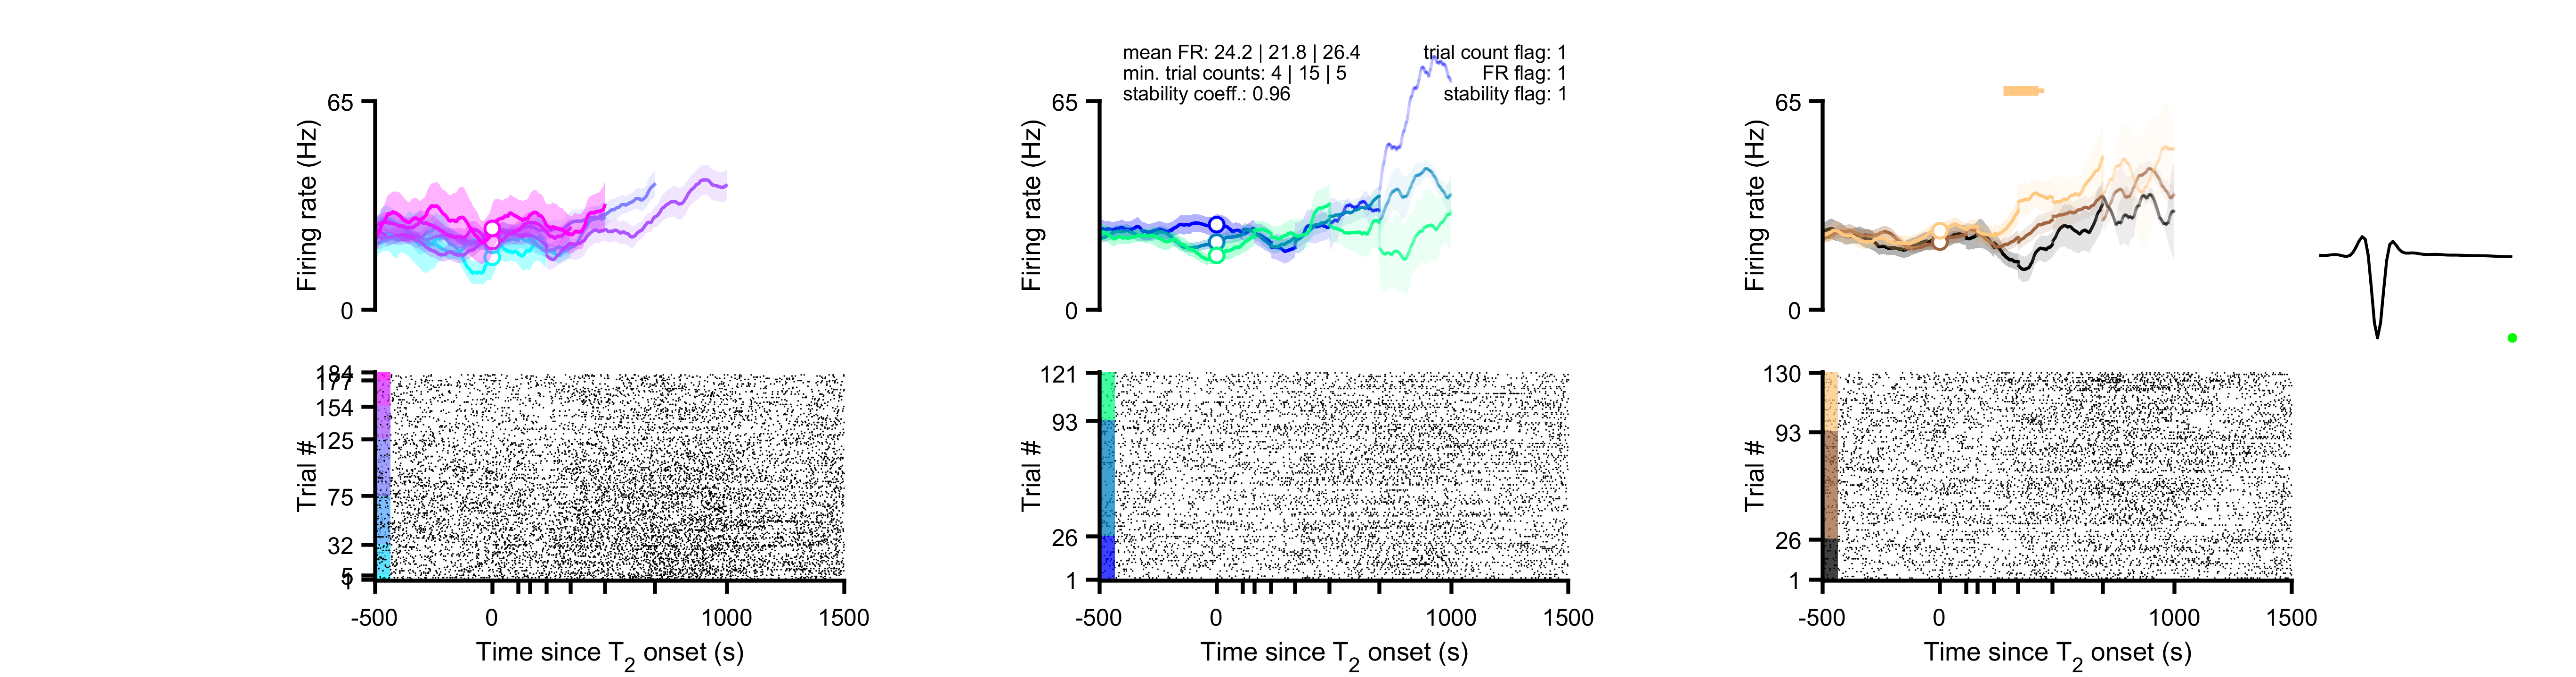 mean FR: 24.2 | 21.8 | 26.4
min. trial counts: 4 | 15 | 5
stability coeff.: 0.96
trial count flag: 1
FR flag: 1
stability flag: 1
65
Firing rate (Hz)
0
65
Firing rate (Hz)
0
65
Firing rate (Hz)
0
184
177
154
125
75
32
5
1
Trial #
-500
0
1000
1500
Time since T2 onset (s)
121
93
26
1
Trial #
-500
0
1000
1500
Time since T2 onset (s)
130
93
26
1
Trial #
-500
0
1000
1500
Time since T2 onset (s)